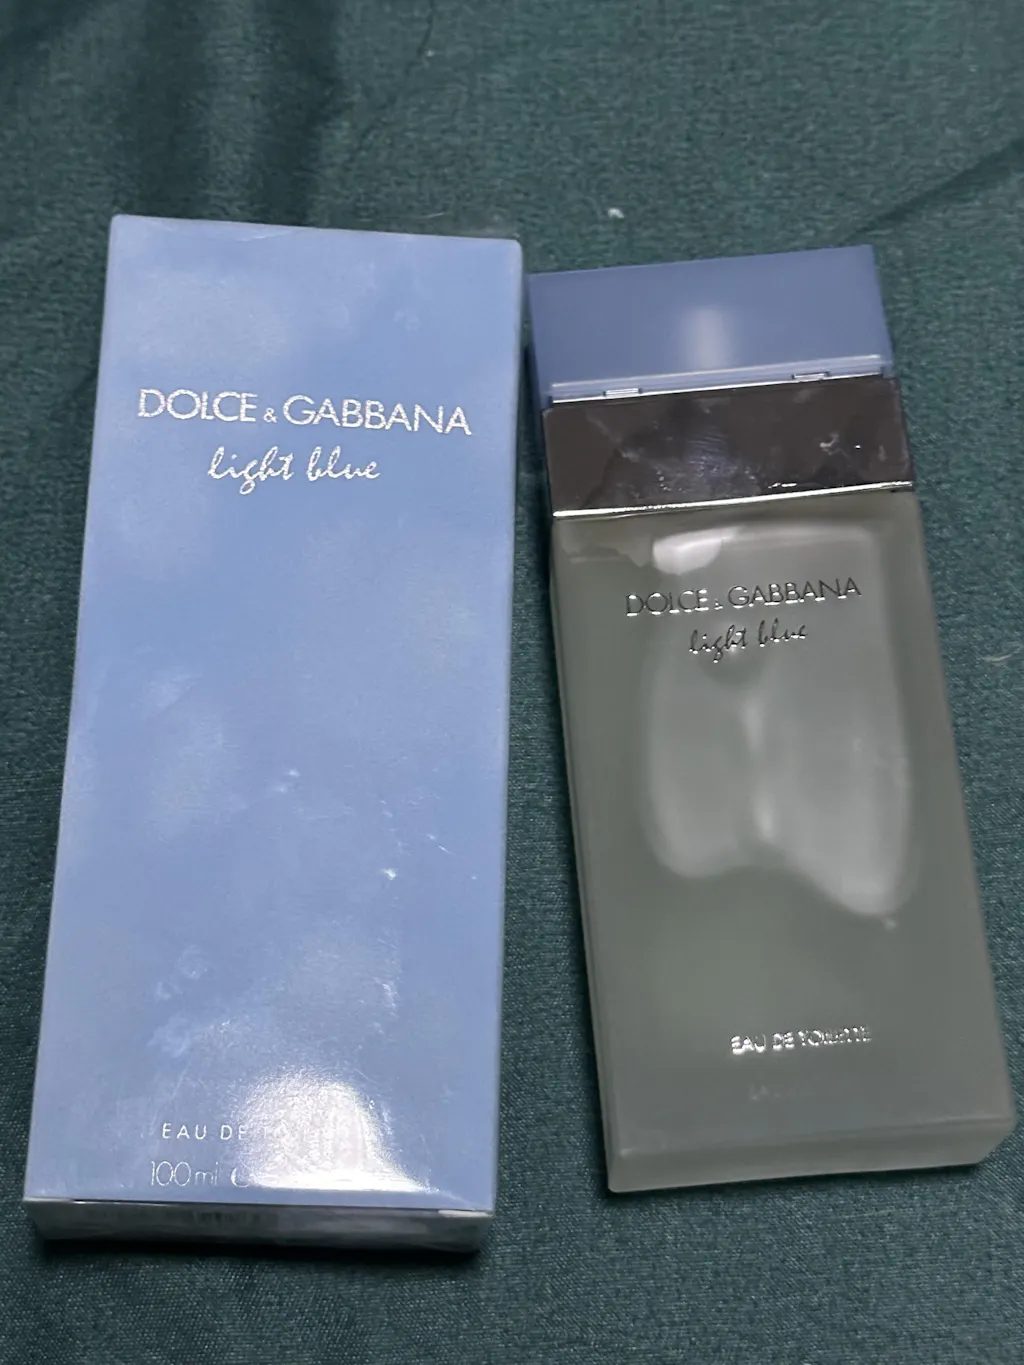 DOLCE & GABBANA
light blue
EAU DE
100ml
DOLCE & GABBANA
light blue
EAU DE TOILETTE